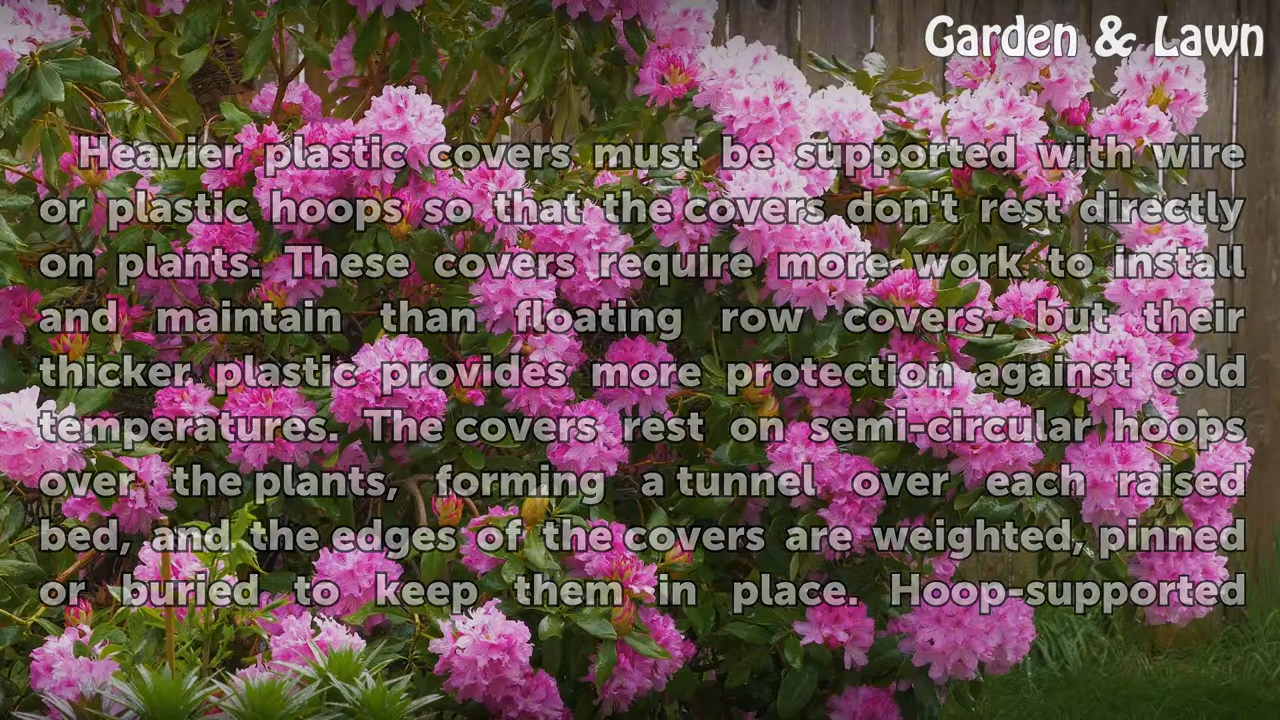 Garden & Lawn
Heavier plastic covers must be supported with wire
or plastic hoops so that the covers don't rest directly
on plants. These covers require more work to install
and maintain than floating row covers, but their
thicker plastic provides more protection against cold
temperatures. The covers rest on semi-circular hoops
over the plants, forming a tunnel over each raised
bed, and the edges of the covers are weighted, pinned
or buried to keep them in place. Hoop-supported